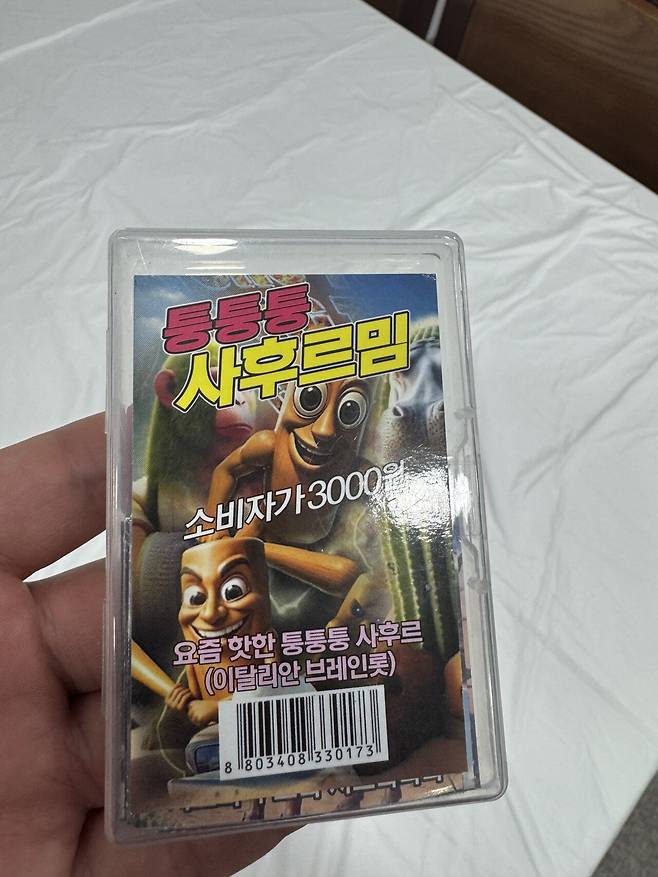 퉁퉁퉁
사후르밈
소비자가 3000원
요즘 핫한 퉁퉁퉁 사후르
(이탈리안 브레인롯)
8 803408 330173